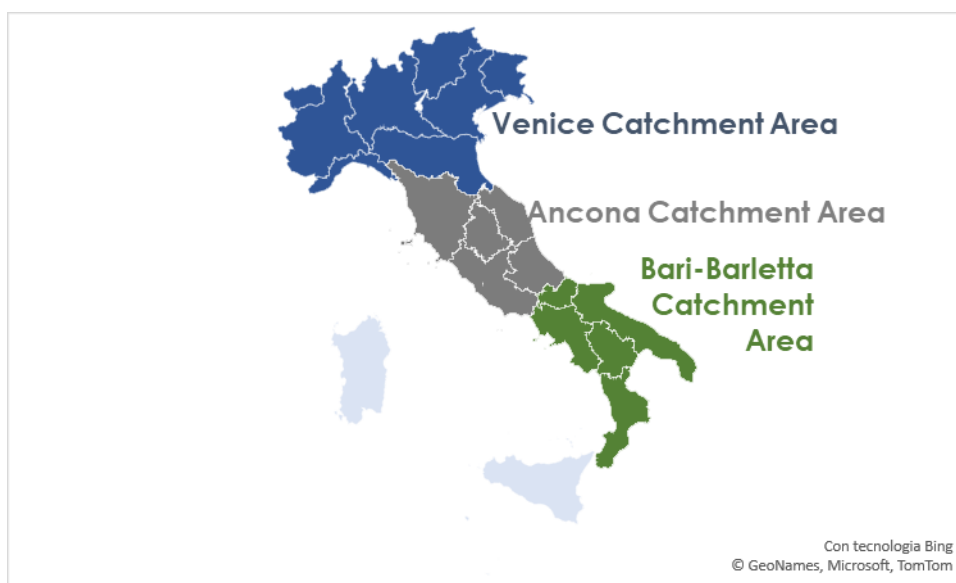 Venice Catchment Area
Ancona Catchment Area
Bari-Barletta
Catchment
Area
Con tecnologia Bing
© GeoNames, Microsoft, TomTom